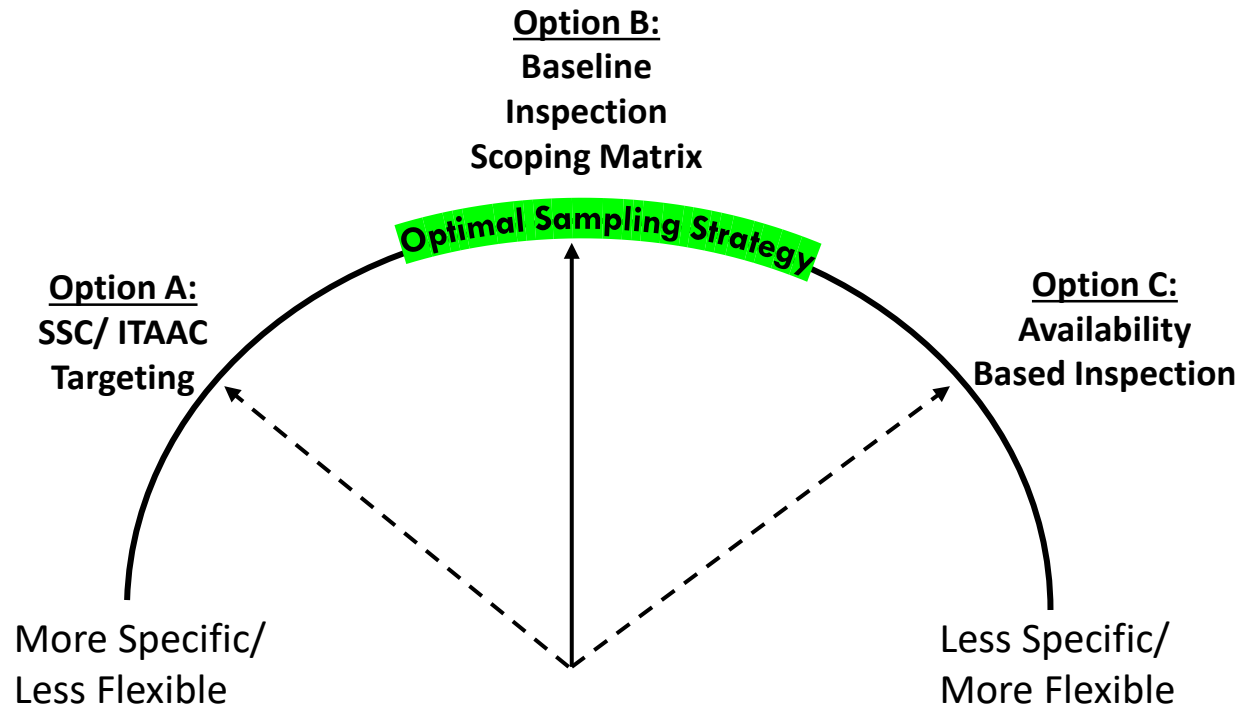 Option B:
Baseline
Inspection
Scoping Matrix
Optimal Sampling Strategy
Option A:
SSC/ ITAAC
Targeting
Option C:
Availability
Based Inspection
More Specific/
Less Flexible
Less Specific/
More Flexible